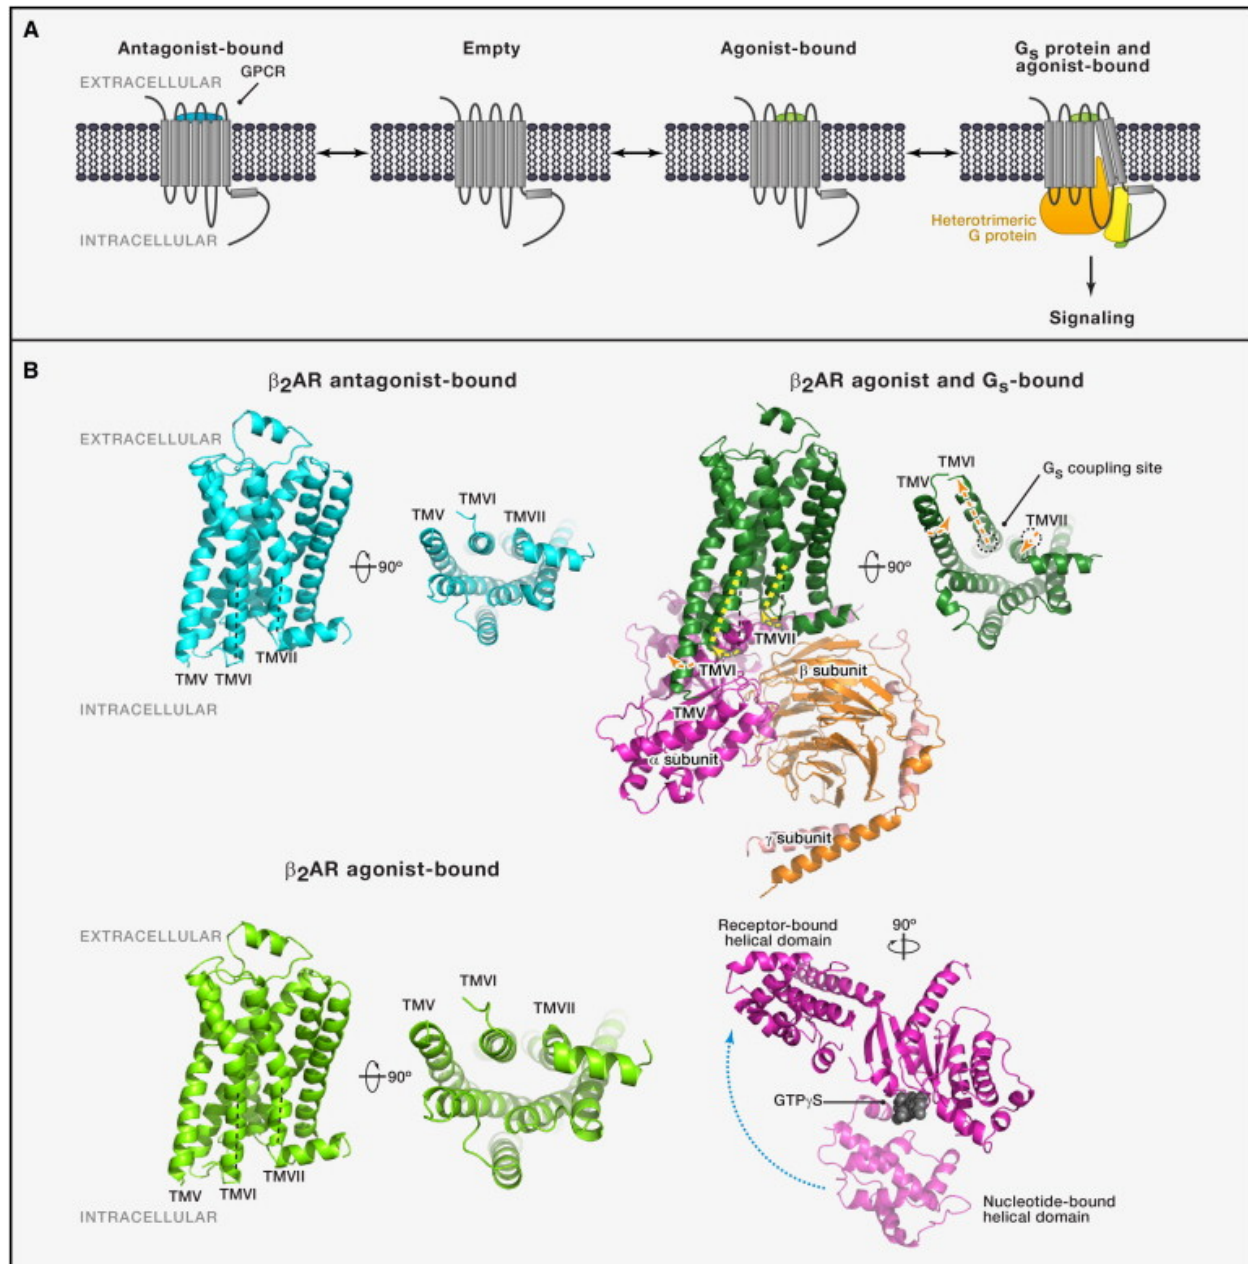 A
Antagonist-bound
Empty
Agonist-bound
Gs protein and
agonist-bound
EXTRACELLULAR
GPCR
INTRACELLULAR
Heterotrimeric
G protein
Signaling
B
β2AR antagonist-bound
EXTRACELLULAR
TMV
TMVI
TMVII
90º
TMV
TMVI
TMVII
INTRACELLULAR
β2AR agonist and Gs-bound
TMVI
TMV
Gs coupling site
TMVII
90º
TMVII
TMVI
β subunit
TMV
α subunit
γ subunit
β2AR agonist-bound
EXTRACELLULAR
TMVI
TMV
TMVII
90º
TMVII
TMV
TMVI
INTRACELLULAR
Receptor-bound
helical domain
90º
GTPγS
Nucleotide-bound
helical domain